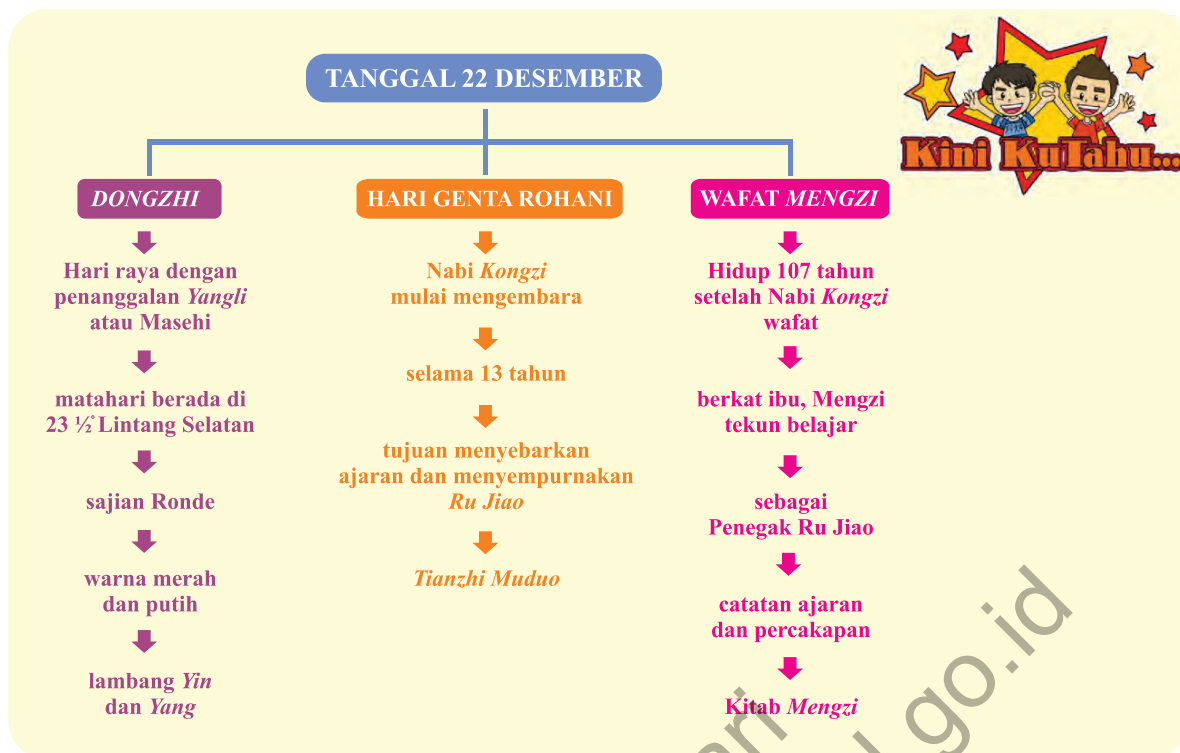 TANGGAL 22 DESEMBER
Kini KuTahu...
DONGZHI
Hari raya dengan
penanggalan Yangli
atau Masehi
matahari berada di
23 ½° Lintang Selatan
sajian Ronde
warna merah
dan putih
lambang Yin
dan Yang
HARI GENTA ROHANI
Nabi Kongzi
mulai mengembara
selama 13 tahun
tujuan menyebarkan
ajaran dan menyempurnakan
Ru Jiao
Tianzhi Muduo
WAFAT MENGZI
Hidup 107 tahun
setelah Nabi Kongzi
wafat
berkat ibu, Mengzi
tekun belajar
sebagai
Penegak Ru Jiao
catatan ajaran
dan percakapan
Kitab Mengzi
go.id